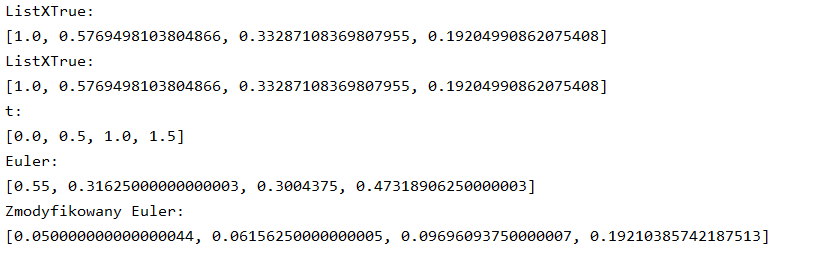 ListXTrue:
[1.0, 0.5769498103804866, 0.33287108369807955, 0.19204990862075408]
ListXTrue:
[1.0, 0.5769498103804866, 0.33287108369807955, 0.19204990862075408]
t:
[0.0, 0.5, 1.0, 1.5]
Euler:
[0.55, 0.31625000000000003, 0.3004375, 0.47318906250000003]
Zmodyfikowany Euler:
[0.050000000000000044, 0.06156250000000005, 0.09696093750000007, 0.19210385742187513]